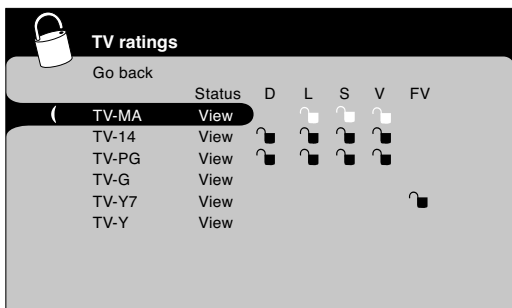 TV ratings
Go back
Status D L S V FV
TV-MA View
TV-14 View
TV-PG View
TV-G View
TV-Y7 View
TV-Y View